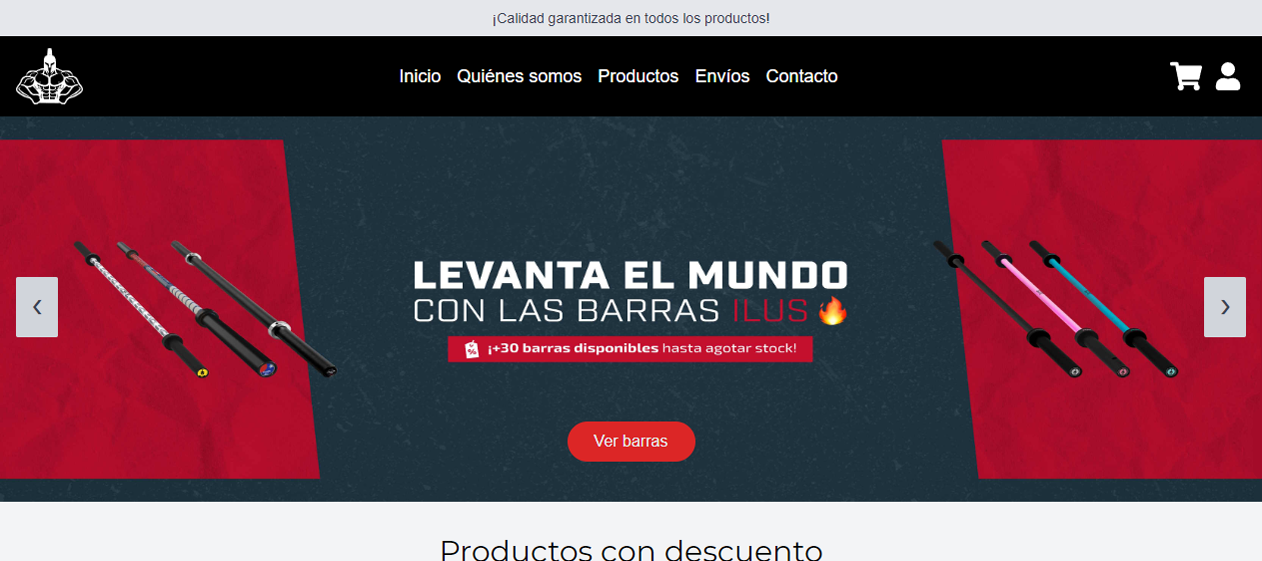 ¡Calidad garantizada en todos los productos!
Inicio Quiénes somos Productos Envíos Contacto
LEVANTA EL MUNDO
CON LAS BARRAS ILUS 🔥
¡+30 barras disponibles hasta agotar stock!
Ver barras
Productos con descuento